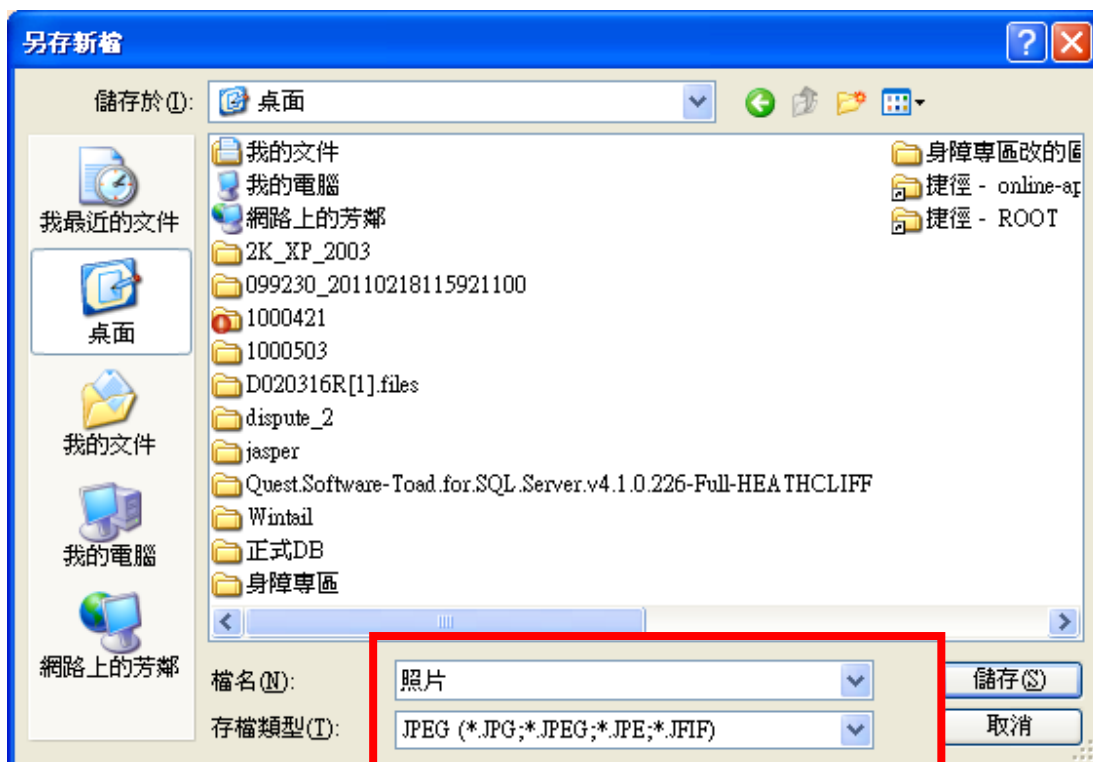 另存新檔
儲存於(I):
桌面
我最近的文件
桌面
我的文件
我的電腦
網路上的芳鄰
我的文件
我的電腦
網路上的芳鄰
2K_XP_2003
099230_20110218115921100
1000421
1000503
D020316R[1].files
dispute_2
jasper
Quest.Software-Toad.for.SQL.Server.v4.1.0.226-Full-HEATHCLIFF
Wintail
正式DB
身障專區
身障專區改的
捷徑 - online-ap
捷徑 - ROOT
檔名(N):
照片
儲存(S)
存檔類型(T):
JPEG (*.JPG;*.JPEG;*.JPE;*.JFIF)
取消